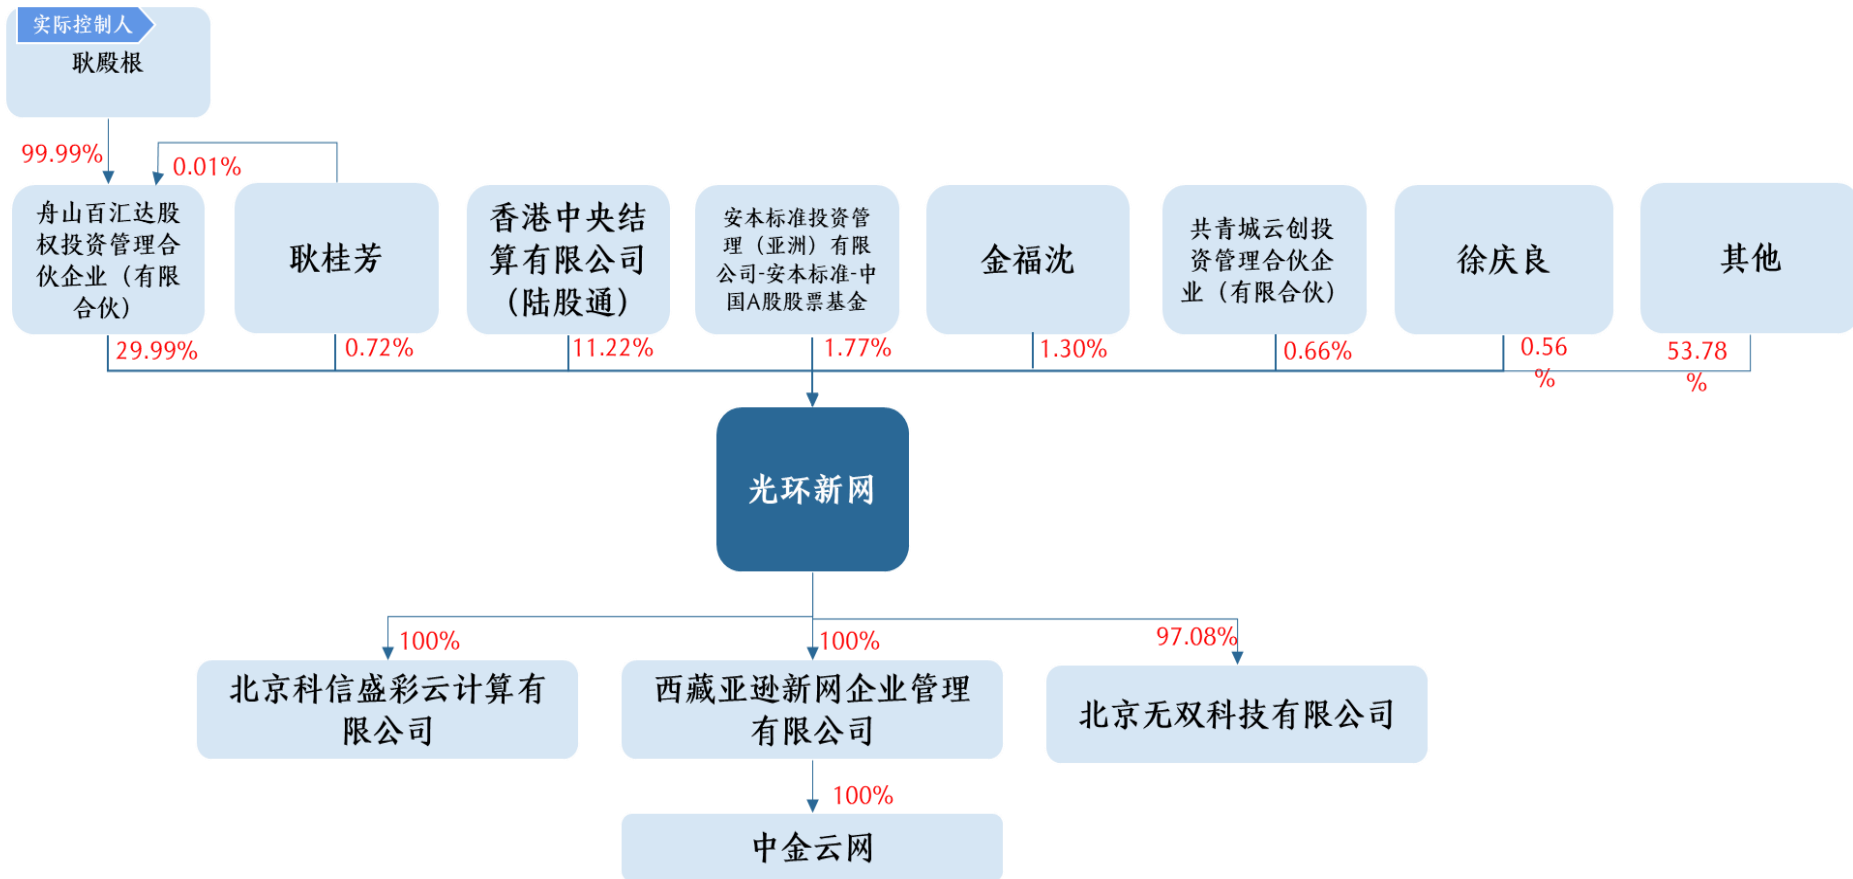 实际控制人
耿殿根
99.99%
0.01%
舟山百汇达股
权投资管理合
伙企业（有限
合伙）
耿桂芳
香港中央结
算有限公司
（陆股通）
安本标准投资管
理（亚洲）有限
公司-安本标准-中
国A股股票基金
金福沈
共青城云创投
资管理合伙企
业（有限合伙）
徐庆良
其他
29.99%
0.72%
11.22%
1.77%
1.30%
0.66%
0.56
%
53.78
%
光环新网
100%
100%
97.08%
北京科信盛彩云计算有
限公司
西藏亚逊新网企业管理
有限公司
北京无双科技有限公司
100%
中金云网